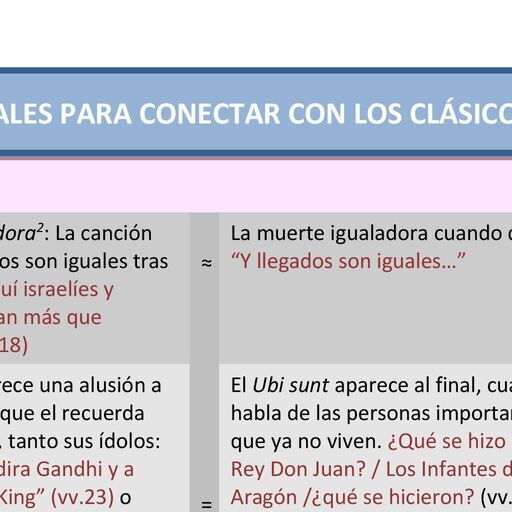 ALES PARA CONECTAR CON LOS CLÁSICO
dora²: La canción
os son iguales tras
uí israelíes y
an más que
18)
≈
La muerte igualadora cuando
“Y llegados son iguales…”
rece una alusión a
que el recuerda
, tanto sus ídolos:
dira Gandhi y a
King” (vv.23) o
=
El Ubi sunt aparece al final, cua
habla de las personas importa
que ya no viven. ¿Qué se hizo
Rey Don Juan? / Los Infantes d
Aragón /¿qué se hicieron? (vv.